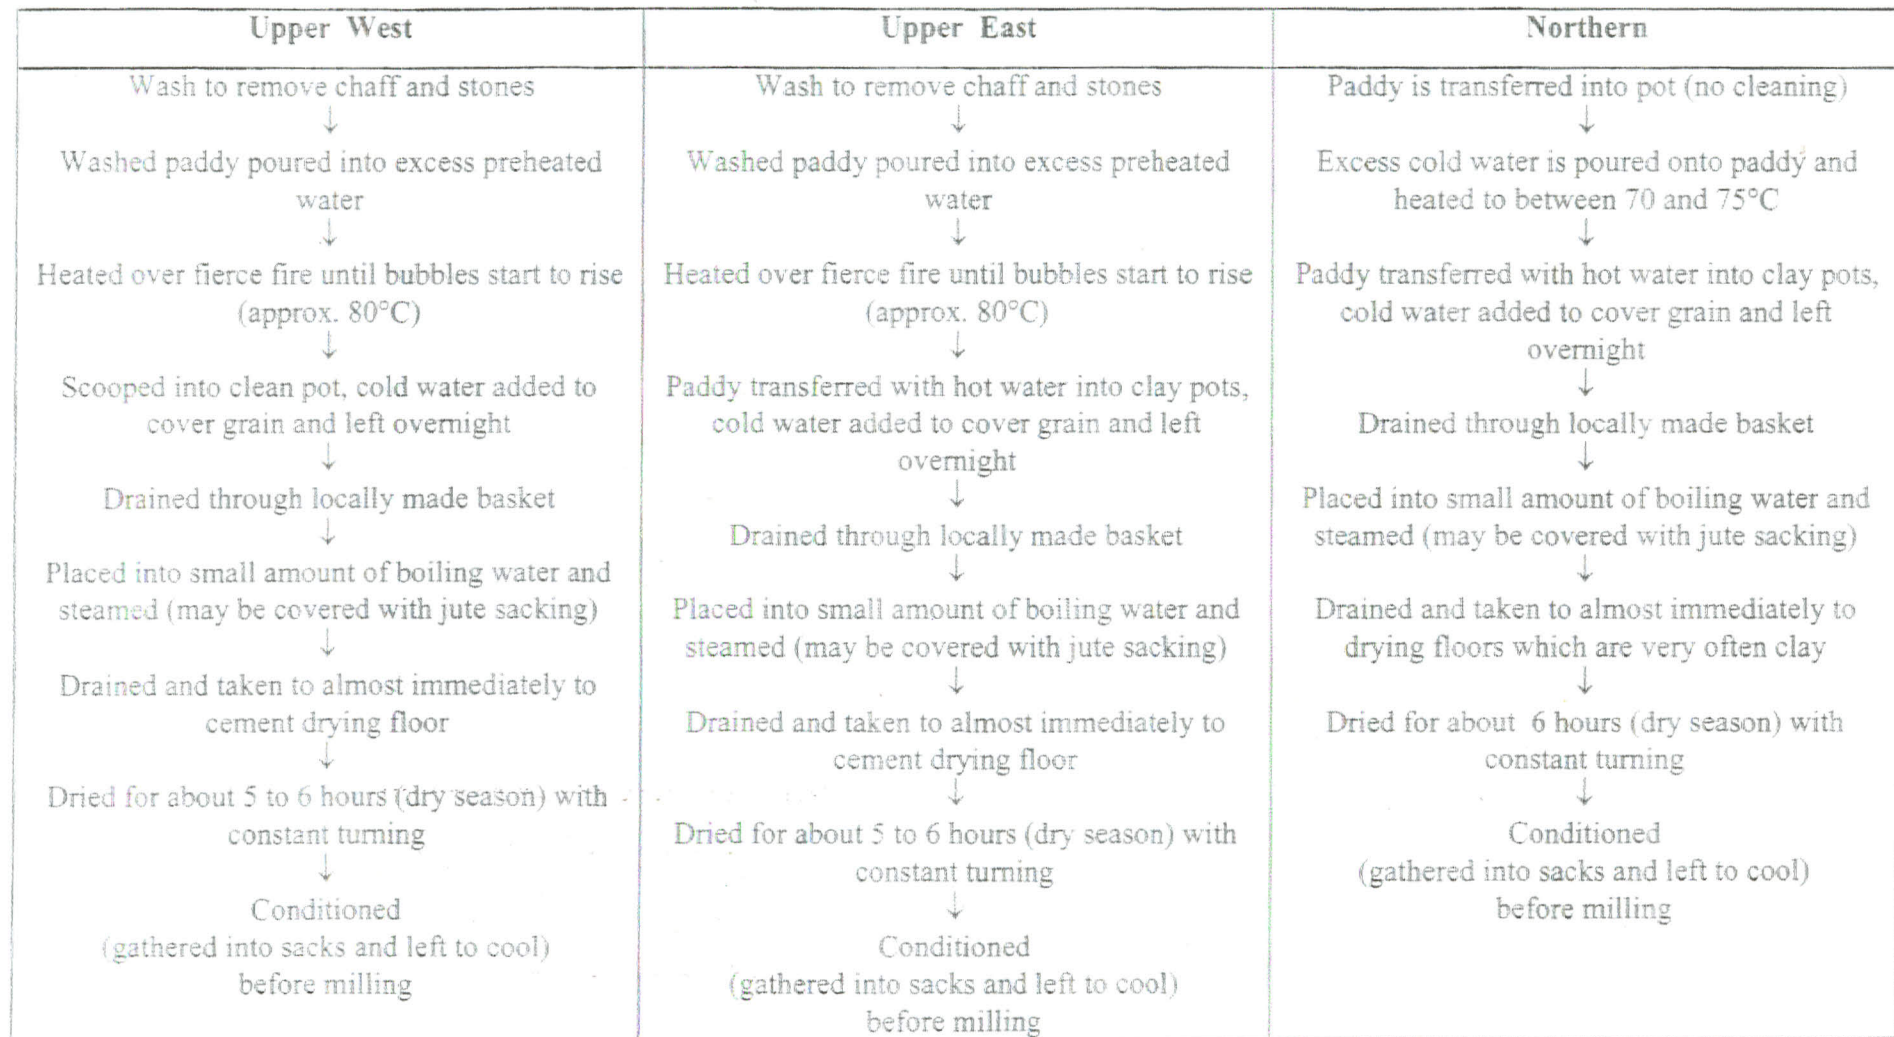 Upper West
Wash to remove chaff and stones
↓
Washed paddy poured into excess preheated
water
↓
Heated over fierce fire until bubbles start to rise
(approx. 80°C)
↓
Scooped into clean pot, cold water added to
cover grain and left overnight
↓
Drained through locally made basket
↓
Placed into small amount of boiling water and
steamed (may be covered with jute sacking)
↓
Drained and taken to almost immediately to
cement drying floor
↓
Dried for about 5 to 6 hours (dry season) with
constant turning
↓
Conditioned
(gathered into sacks and left to cool)
before milling
Upper East
Wash to remove chaff and stones
↓
Washed paddy poured into excess preheated
water
↓
Heated over fierce fire until bubbles start to rise
(approx. 80°C)
↓
Paddy transferred with hot water into clay pots,
cold water added to cover grain and left
overnight
↓
Drained through locally made basket
↓
Placed into small amount of boiling water and
steamed (may be covered with jute sacking)
↓
Drained and taken to almost immediately to
cement drying floor
↓
Dried for about 5 to 6 hours (dry season) with
constant turning
↓
Conditioned
(gathered into sacks and left to cool)
before milling
Northern
Paddy is transferred into pot (no cleaning)
↓
Excess cold water is poured onto paddy and
heated to between 70 and 75°C
↓
Paddy transferred with hot water into clay pots,
cold water added to cover grain and left
overnight
↓
Drained through locally made basket
↓
Placed into small amount of boiling water and
steamed (may be covered with jute sacking)
↓
Drained and taken to almost immediately to
drying floors which are very often clay
↓
Dried for about 6 hours (dry season) with
constant turning
↓
Conditioned
(gathered into sacks and left to cool)
before milling